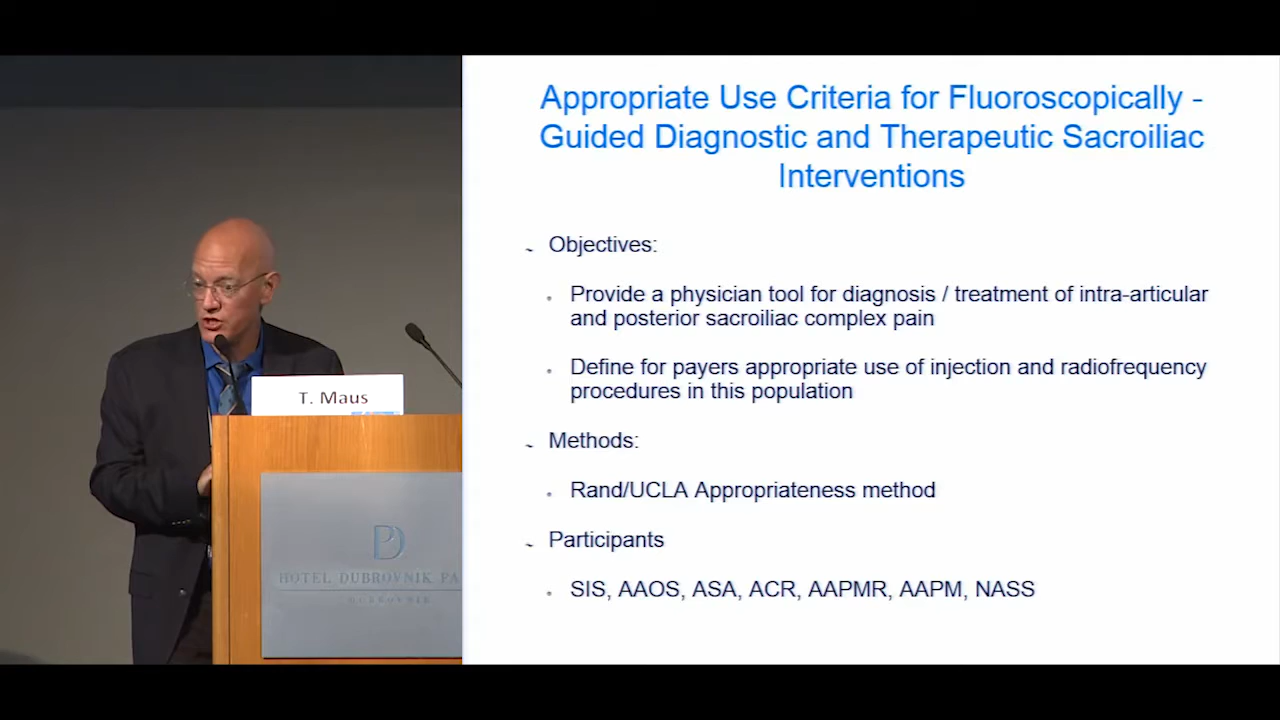 Appropriate Use Criteria for Fluoroscopically -
Guided Diagnostic and Therapeutic Sacroiliac
Interventions
Objectives:
Provide a physician tool for diagnosis / treatment of intra-articular
and posterior sacroiliac complex pain
Define for payers appropriate use of injection and radiofrequency
procedures in this population
Methods:
Rand/UCLA Appropriateness method
Participants
SIS, AAOS, ASA, ACR, AAPMR, AAPM, NASS
T. Maus
HOTEL DUBROVNIK PA
DUBROVNIK